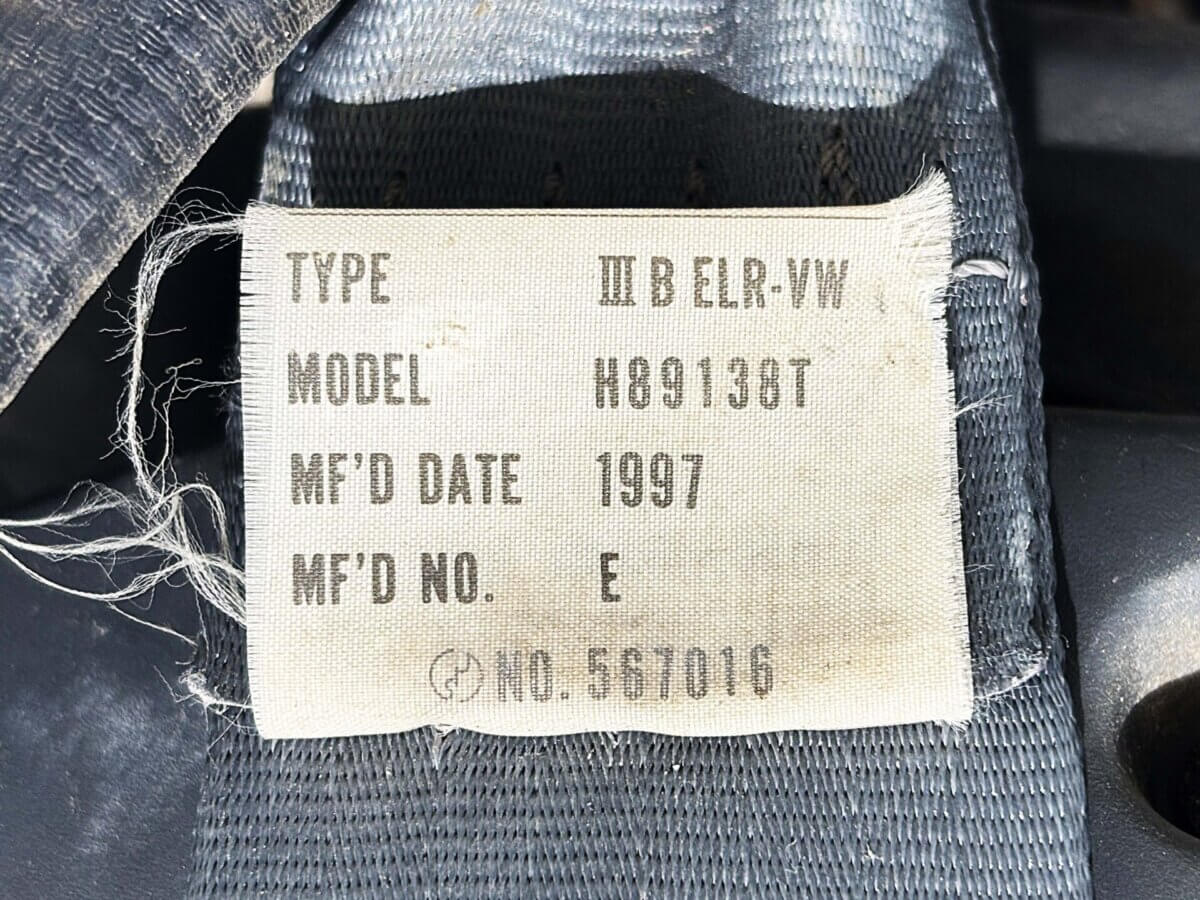 TYPE III B ELR-VW
MODEL H89138T
MF'D DATE 1997
MF'D NO. E
NO. 567016